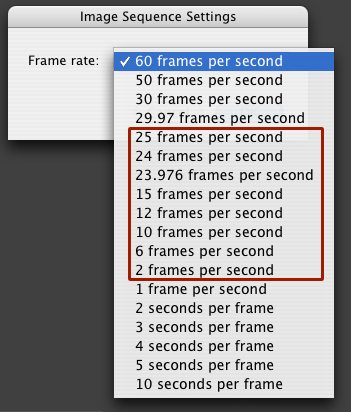 Image Sequence Settings
Frame rate:
✓ 60 frames per second
50 frames per second
30 frames per second
29.97 frames per second
25 frames per second
24 frames per second
23.976 frames per second
15 frames per second
12 frames per second
10 frames per second
6 frames per second
2 frames per second
1 frame per second
2 seconds per frame
3 seconds per frame
4 seconds per frame
5 seconds per frame
10 seconds per frame